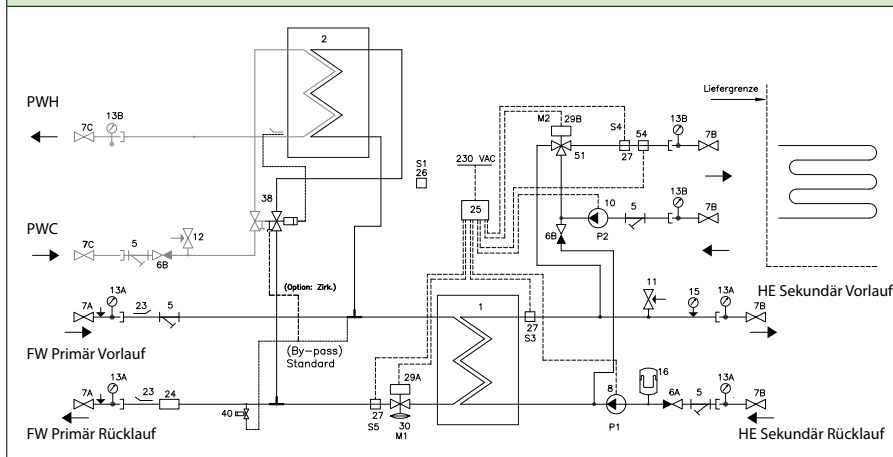 2
Liefergrenze
M2
29B
S4
54
13B
7B
PWH
7C
13B
51
27
230 VAC
S1
26
38
25
10
5
13B
7B
PWC
12
6B
P2
7C
5
6B
(Option: Zirk.)
11
15
13A
HE Sekundär Vorlauf
7A
13A
23
5
1
27
S3
7B
FW Primär Vorlauf
(By-pass)
Standard
29A
16
7A
13A
23
24
8
6A
5
13A
7B
40
27
S5
30
M1
P1
FW Primär Rücklauf
HE Sekundär Rücklauf